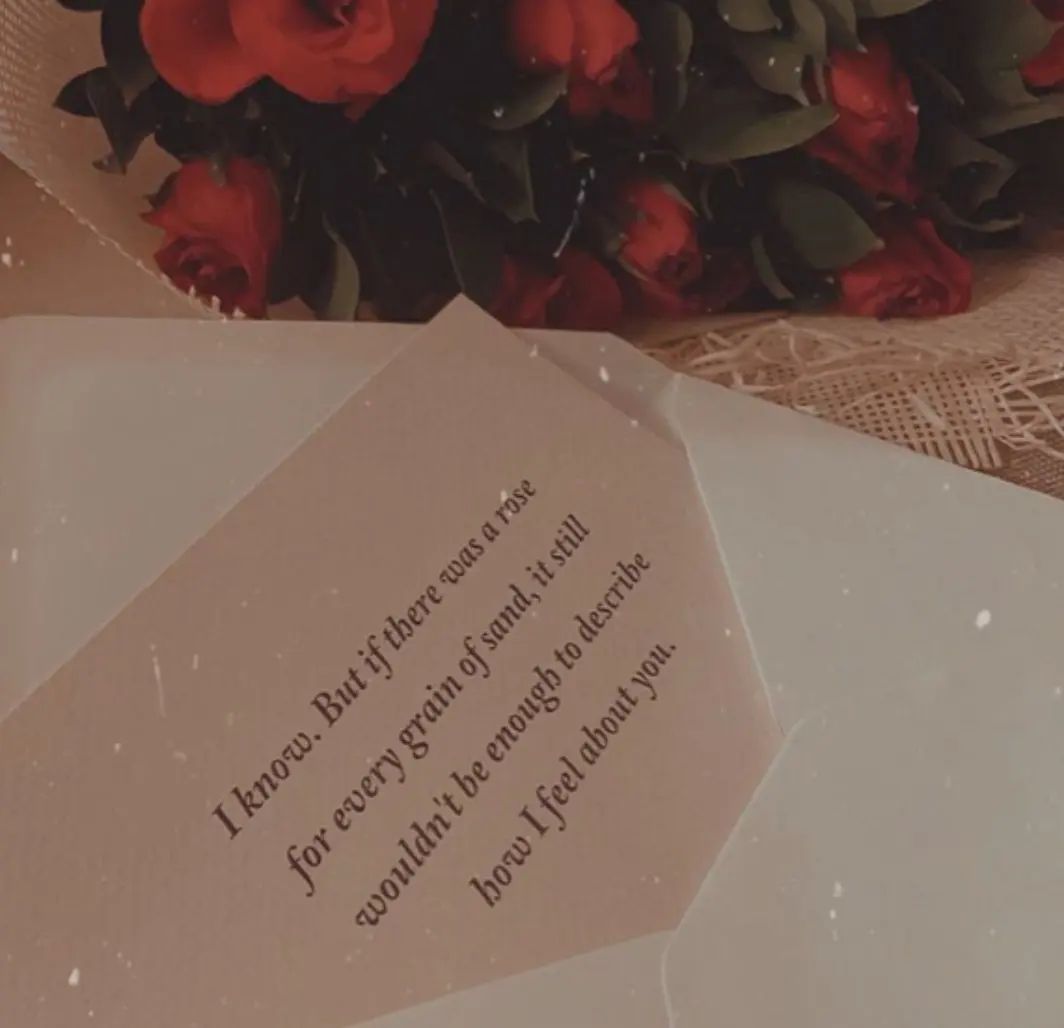 I know. But if there was a rose
for every grain of sand, it still
wouldn't be enough to describe
how I feel about you.